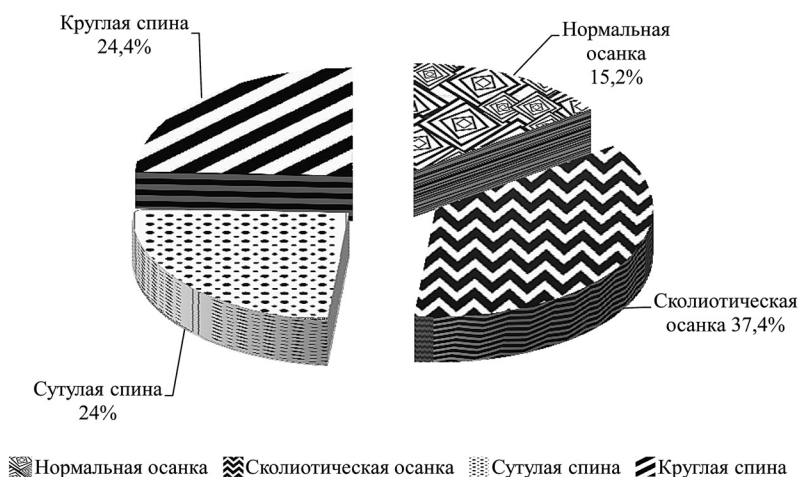 Круглая спина
24,4%
Нормальная
осанка
15,2%
Сколиотическая
осанка 37,4%
Сутулая спина
24%
Нормальная осанка Сколиотическая осанка Сутулая спина Круглая спина